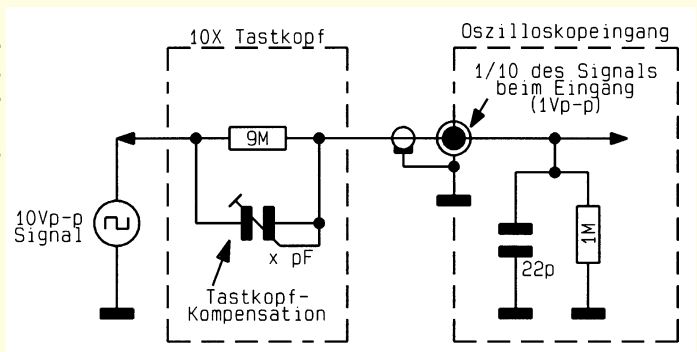 10X Tastkopf
Oszilloskopeingang
1/10 des Signals
beim Eingang
(1Vp-p)
9M
10Vp-p
Signal
x pF
Tastkopf-
Kompensation
22p
1M